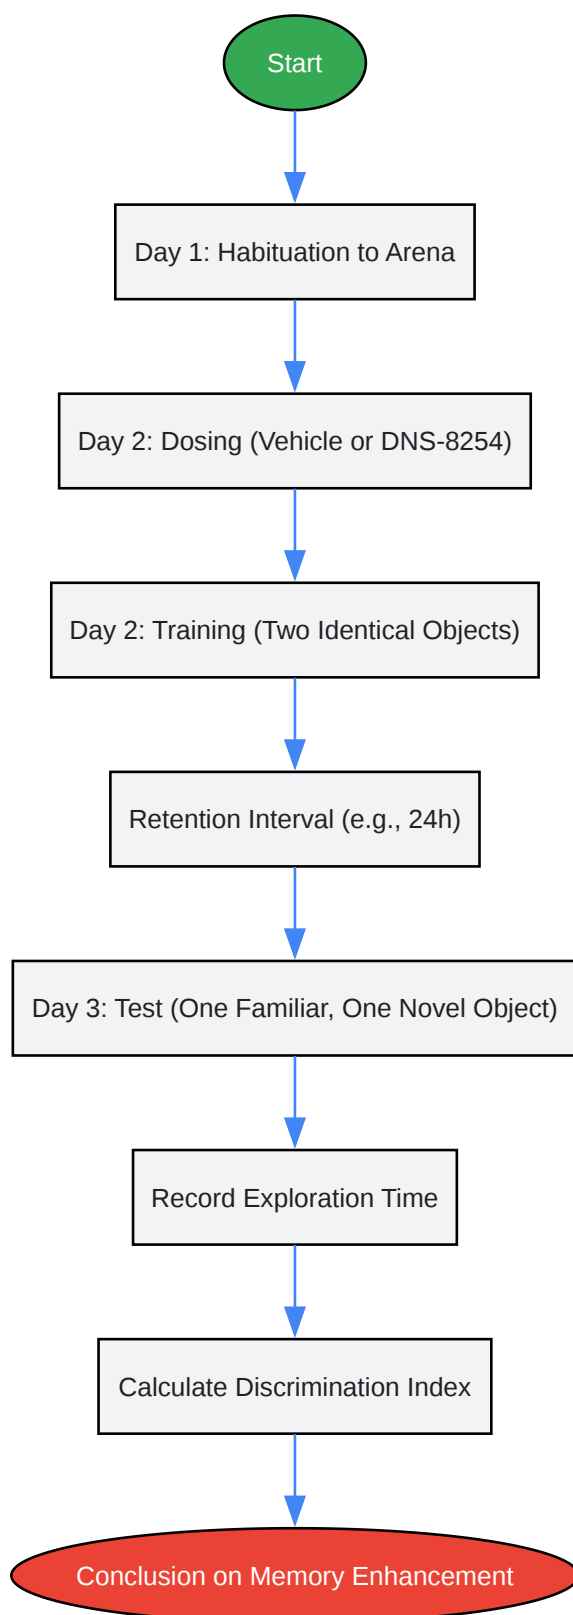 Start
Day 1: Habituation to Arena
Day 2: Dosing (Vehicle or DNS-8254)
Day 2: Training (Two Identical Objects)
Retention Interval (e.g., 24h)
Day 3: Test (One Familiar, One Novel Object)
Record Exploration Time
Calculate Discrimination Index
Conclusion on Memory Enhancement